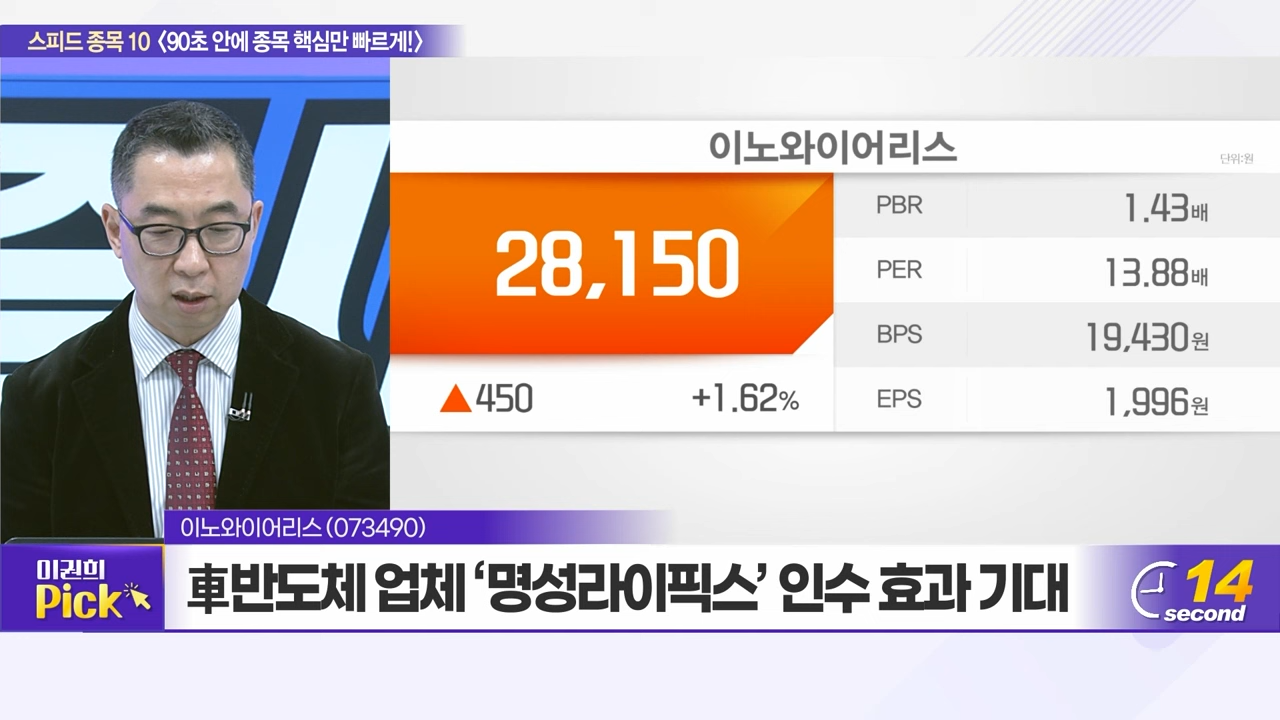 스피드 종목 10 〈90초 안에 종목 핵심만 빠르게!〉
이노와이어리스
단위:원
28,150
▲450 +1.62%
PBR 1.43배
PER 13.88배
BPS 19,430원
EPS 1,996원
이노와이어리스 (073490)
이권희
Pick
車반도체 업체 ‘명성라이픽스’ 인수 효과 기대
14
second